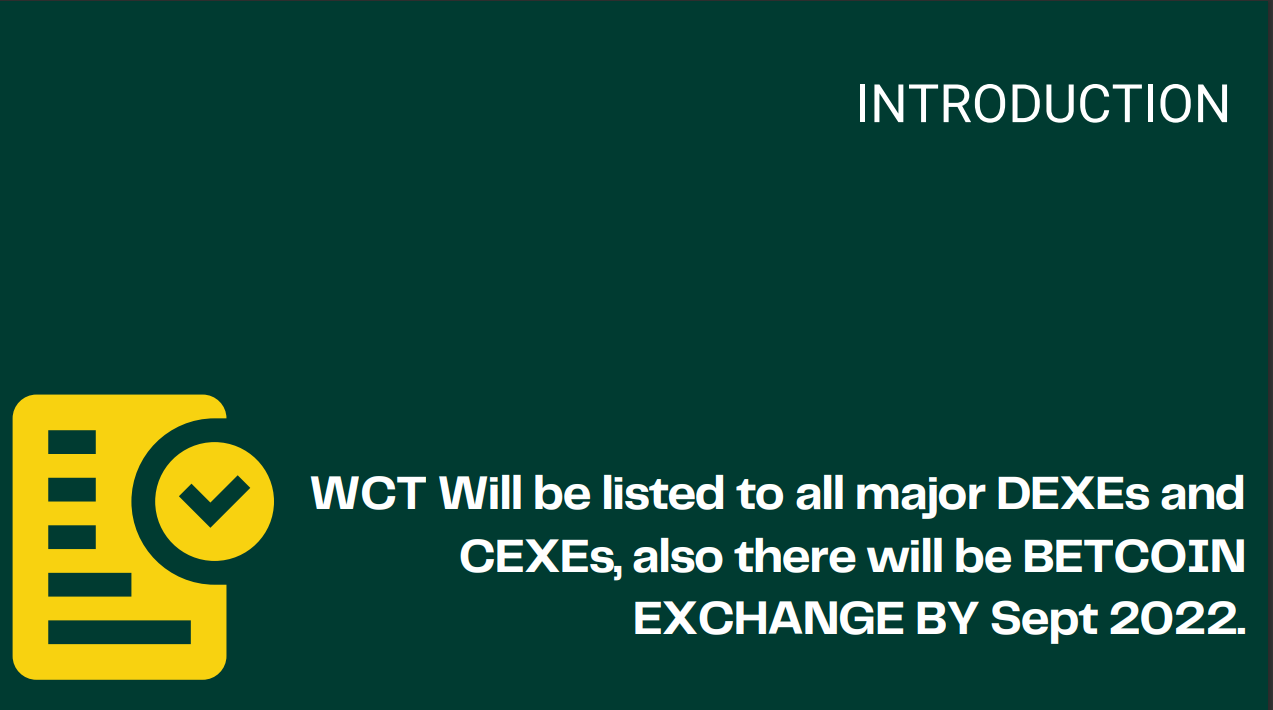 INTRODUCTION
WCT Will be listed to all major DEXEs and
CEXEs, also there will be BETCOIN
EXCHANGE BY Sept 2022.